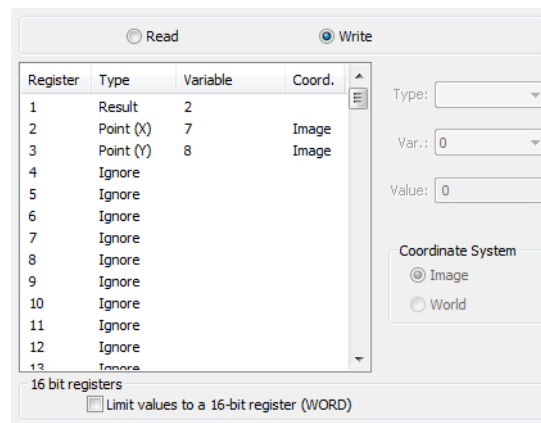 Read Write
Register Type Variable Coord.
1 Result 2
2 Point (X) 7 Image
3 Point (Y) 8 Image
4 Ignore
5 Ignore
6 Ignore
7 Ignore
8 Ignore
9 Ignore
10 Ignore
11 Ignore
12 Ignore
13 Ignore
Type:
Var.: 0
Value: 0
Coordinate System
Image
World
16 bit registers
Limit values to a 16-bit register (WORD)